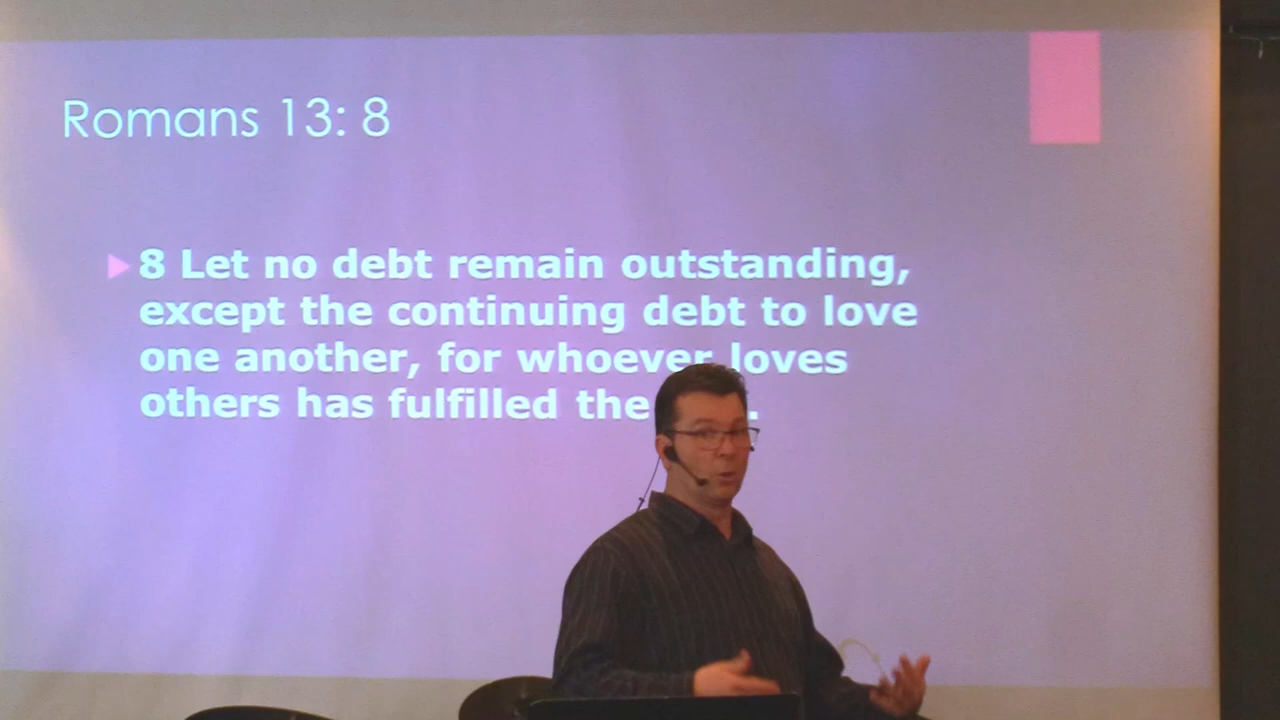 Romans 13: 8
8 Let no debt remain outstanding,
except the continuing debt to love
one another, for whoever loves
others has fulfilled the .